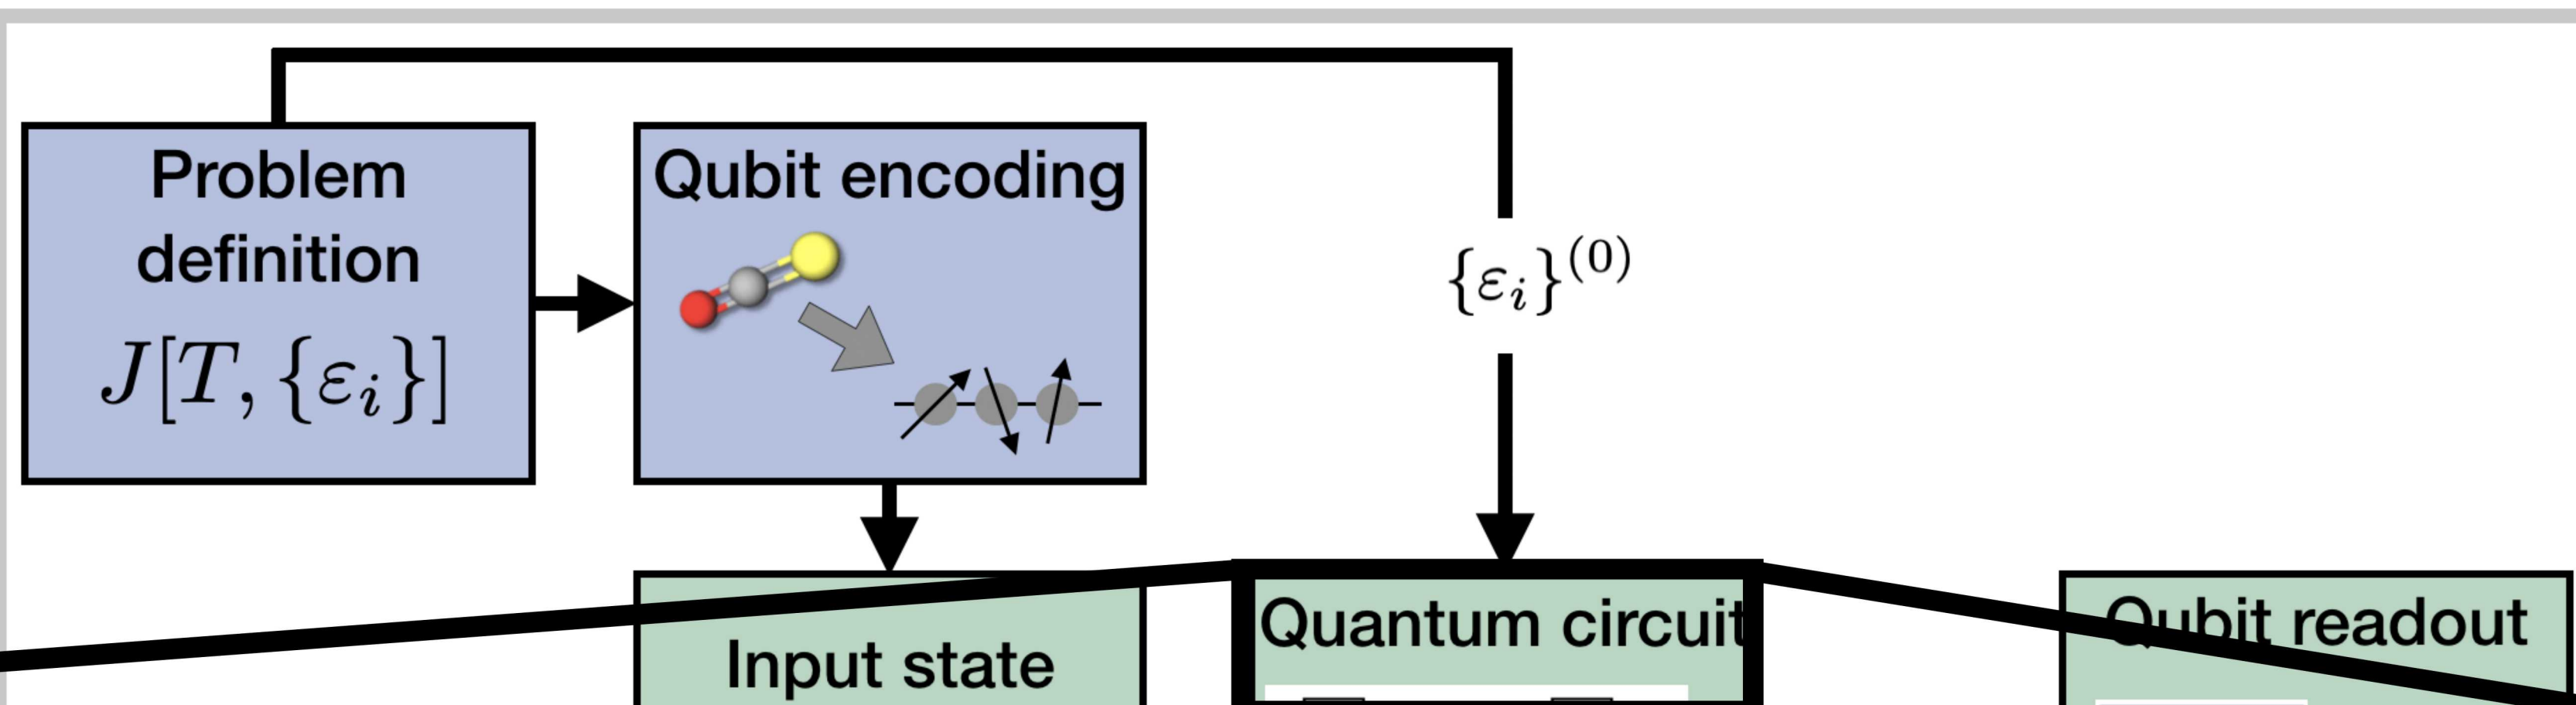 Problem
definition
J[T, {εᵢ}]
Qubit encoding
{εᵢ}⁽⁰⁾
Input state
Quantum circuit
Qubit readout